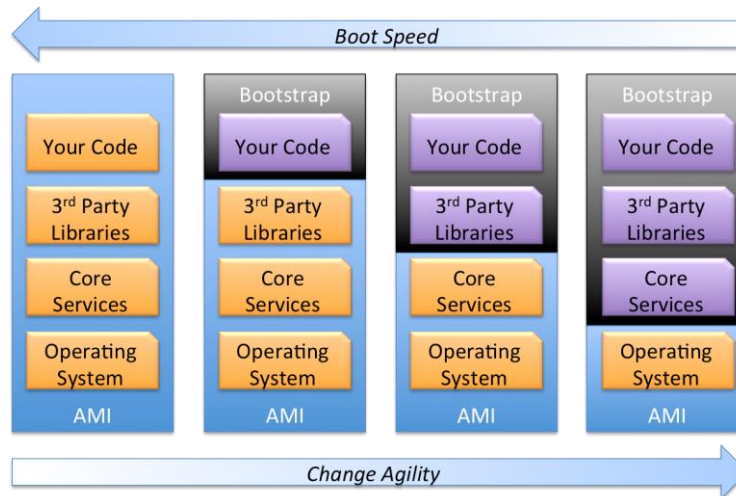 Boot Speed
Bootstrap
Bootstrap
Bootstrap
Your Code
Your Code
Your Code
Your Code
3rd Party
Libraries
3rd Party
Libraries
3rd Party
Libraries
3rd Party
Libraries
Core
Services
Core
Services
Core
Services
Core
Services
Operating
System
Operating
System
Operating
System
Operating
System
AMI
AMI
AMI
AMI
Change Agility